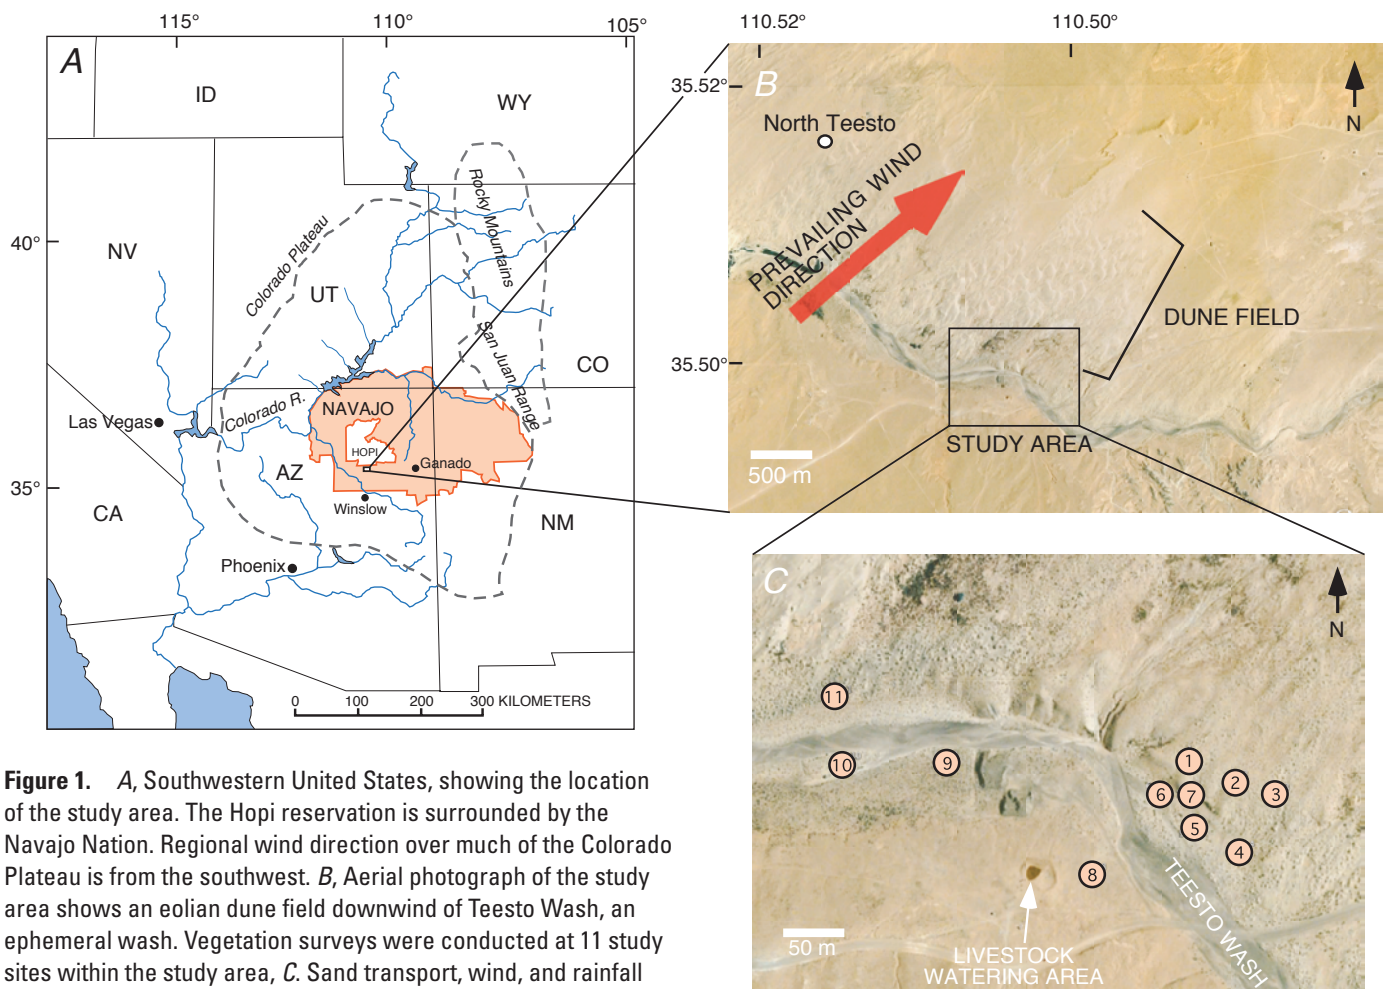 115°
110°
105°
A
ID
WY
40°
NV
Colorado Plateau
Rocky Mountains
UT
San Juan Range
CO
Colorado R.
NAVAJO
HOPI
Las Vegas
Ganado
AZ
35°
Winslow
CA
NM
Phoenix
0 100 200 300 KILOMETERS
110.52°
110.50°
35.52°
B
N
North Teesto
PREVAILING WIND
DIRECTION
DUNE FIELD
35.50°
STUDY AREA
500 m
C
N
11
10
9
1
2
3
6
7
5
4
8
TEESTO WASH
50 m
LIVESTOCK
WATERING AREA
Figure 1. A, Southwestern United States, showing the location
of the study area. The Hopi reservation is surrounded by the
Navajo Nation. Regional wind direction over much of the Colorado
Plateau is from the southwest. B, Aerial photograph of the study
area shows an eolian dune field downwind of Teesto Wash, an
ephemeral wash. Vegetation surveys were conducted at 11 study
sites within the study area, C. Sand transport, wind, and rainfall